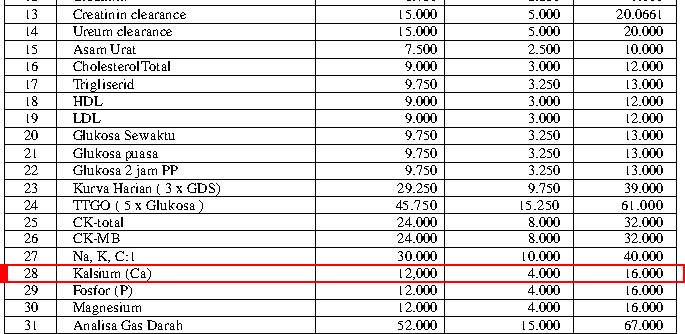 13 Creatinin clearance 15.000 5.000 20.0661
14 Ureum clearance 15.000 5.000 20.000
15 Asam Urat 7.500 2.500 10.000
16 Cholesterol Total 9.000 3.000 12.000
17 Trigliserid 9.750 3.250 13.000
18 HDL 9.000 3.000 12.000
19 LDL 9.000 3.000 12.000
20 Glukosa Sewaktu 9.750 3.250 13.000
21 Glukosa puasa 9.750 3.250 13.000
22 Glukosa 2 jam PP 9.750 3.250 13.000
23 Kurva Harian ( 3 x GDS) 29.250 9.750 39.000
24 TTGO ( 5 x Glukosa ) 45.750 15.250 61.000
25 CK-total 24.000 8.000 32.000
26 CK-MB 24.000 8.000 32.000
27 Na, K, C:l 30.000 10.000 40.000
28 Kalsium (Ca) 12,000 4.000 16.000
29 Fosfor (P) 12.000 4.000 16.000
30 Magnesium 12.000 4.000 16.000
31 Analisa Gas Darah 52.000 15.000 67.000